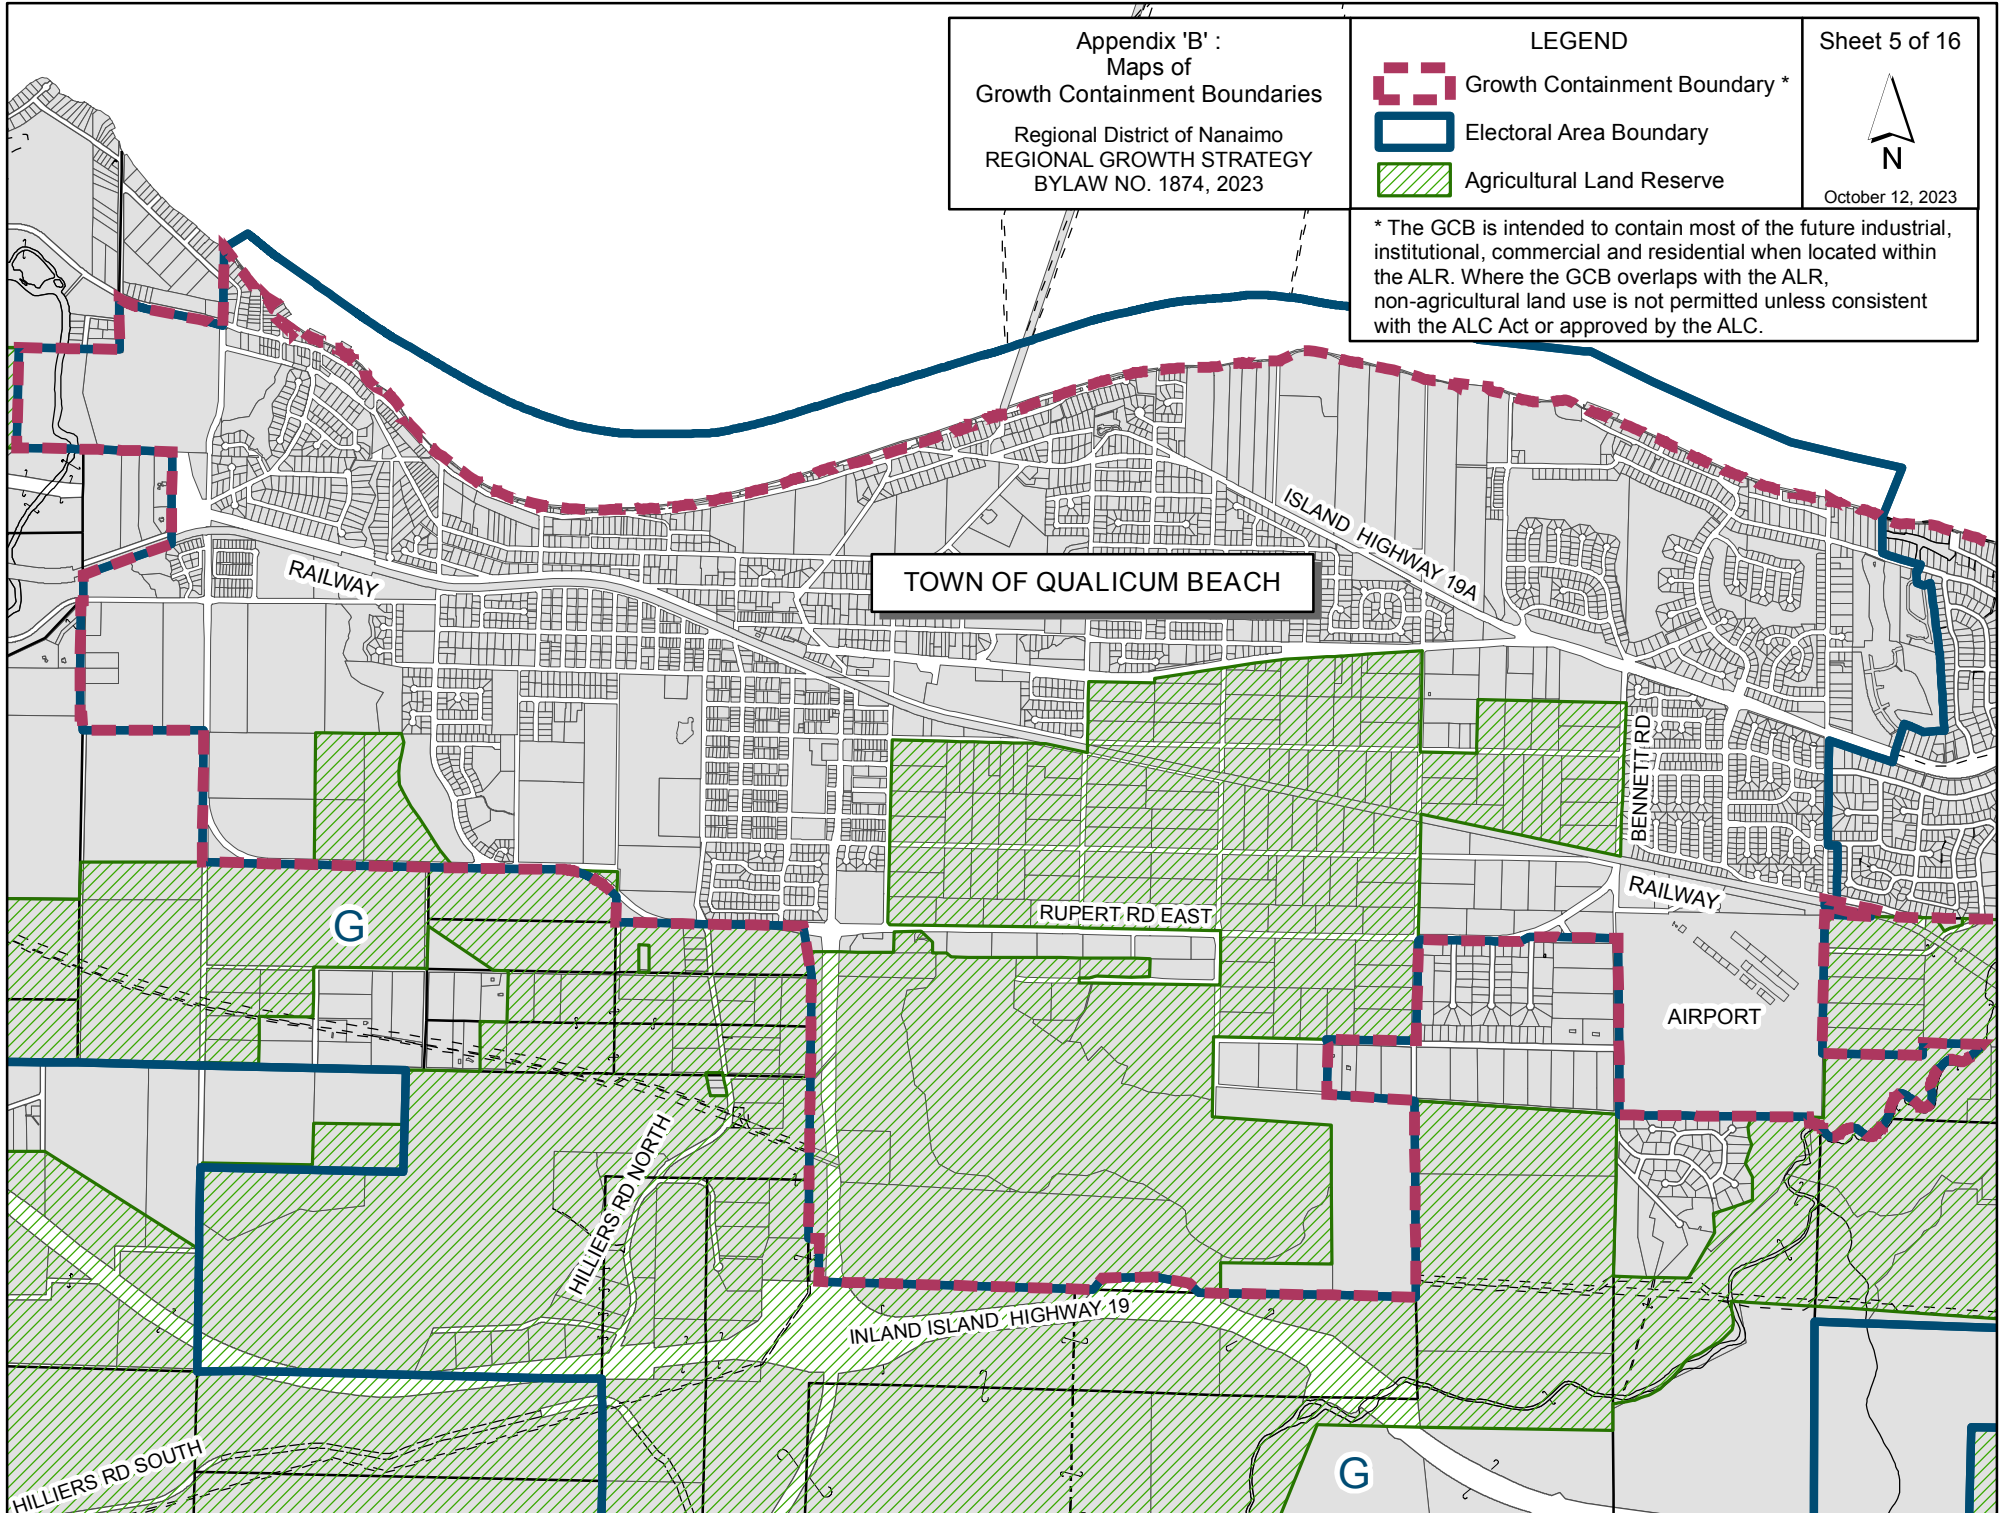 Appendix 'B' :
Maps of
Growth Containment Boundaries
Regional District of Nanaimo
REGIONAL GROWTH STRATEGY
BYLAW NO. 1874, 2023
LEGEND
Growth Containment Boundary *
Electoral Area Boundary
Agricultural Land Reserve
Sheet 5 of 16
N
October 12, 2023
* The GCB is intended to contain most of the future industrial,
institutional, commercial and residential when located within
the ALR. Where the GCB overlaps with the ALR,
non-agricultural land use is not permitted unless consistent
with the ALC Act or approved by the ALC.
ISLAND HIGHWAY 19A
RAILWAY
TOWN OF QUALICUM BEACH
BENNETT RD
RAILWAY
RUPERT RD EAST
G
AIRPORT
HILLIERS RD NORTH
INLAND ISLAND HIGHWAY 19
HILLIERS RD SOUTH
G